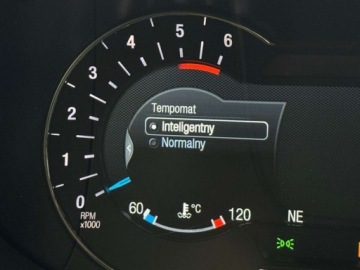 6
5
4
3
2
1
0
RPM
x1000
Tempomat
Inteligentny
Normalny
60 °C 120
NE